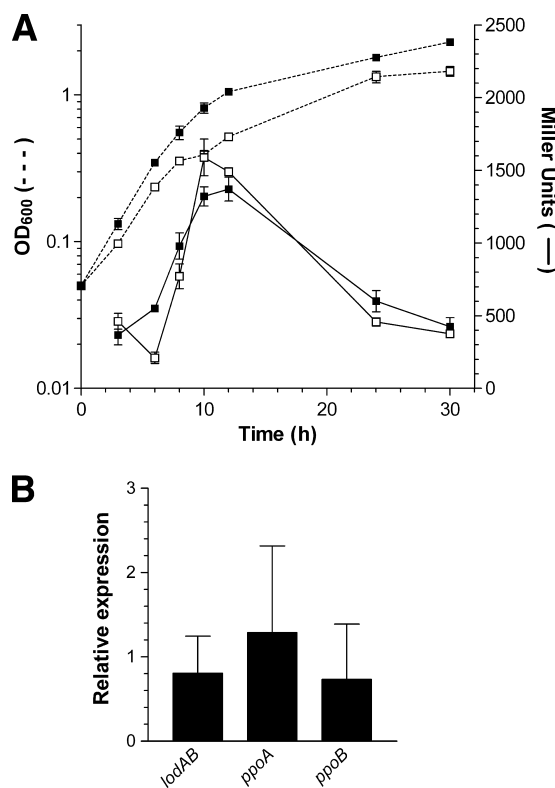 A
1
0.1
0.01
OD600 (- - -)
2500
2000
1500
1000
500
0
Miller Units (—)
0 10 20 30
Time (h)
B
3
2
1
0
Relative expression
lodAB ppoA ppoB